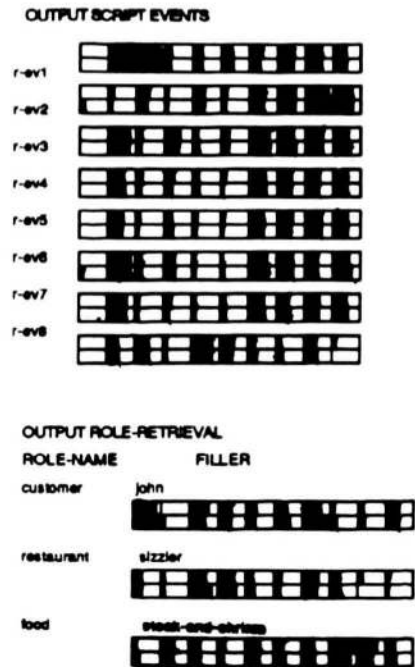 OUTPUT SCRIPT EVENTS
r-ev1
r-ev2
r-ev3
r-ev4
r-ev5
r-ev6
r-ev7
r-ev8
OUTPUT ROLE-RETRIEVAL
ROLE-NAME FILLER
customer john
restaurant sizzler
food steak-and-shrimp